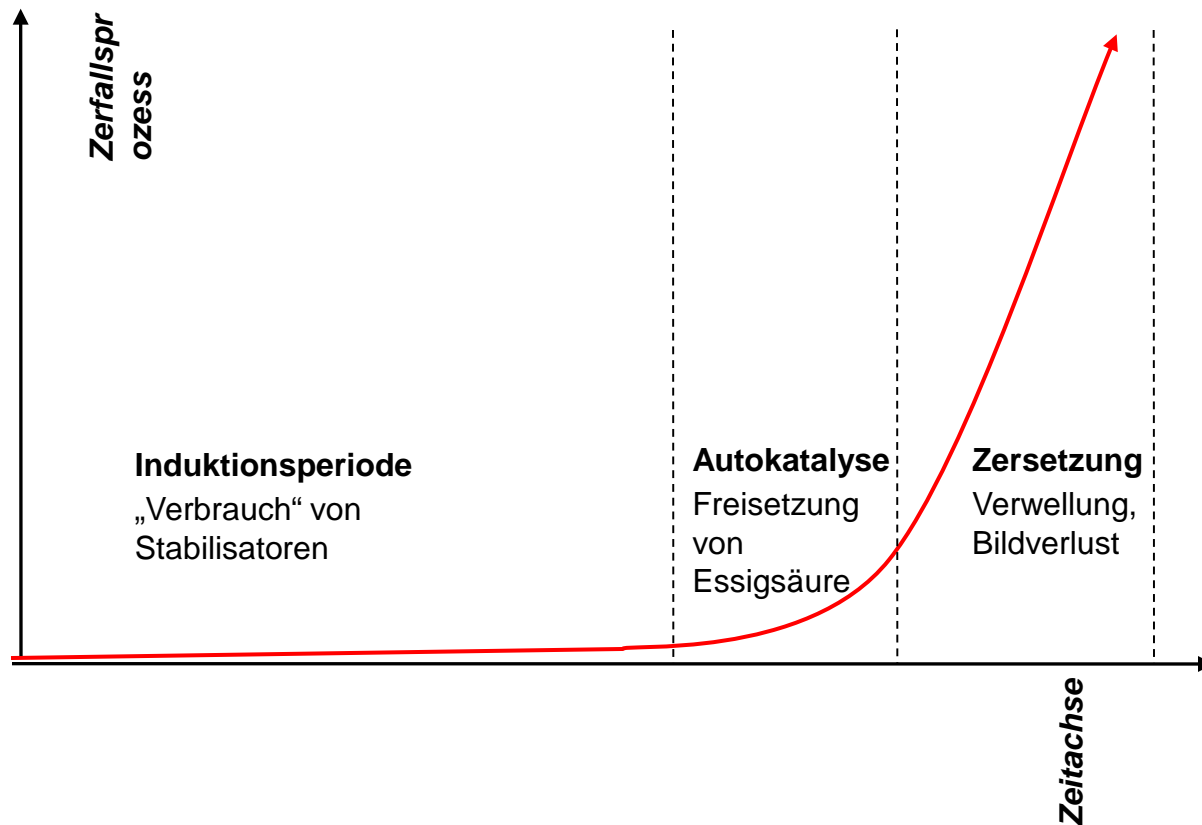 Zerfallspr
ozess
Induktionsperiode
„Verbrauch“ von
Stabilisatoren
Autokatalyse
Freisetzung
von
Essigsäure
Zersetzung
Verwellung,
Bildverlust
Zeitachse